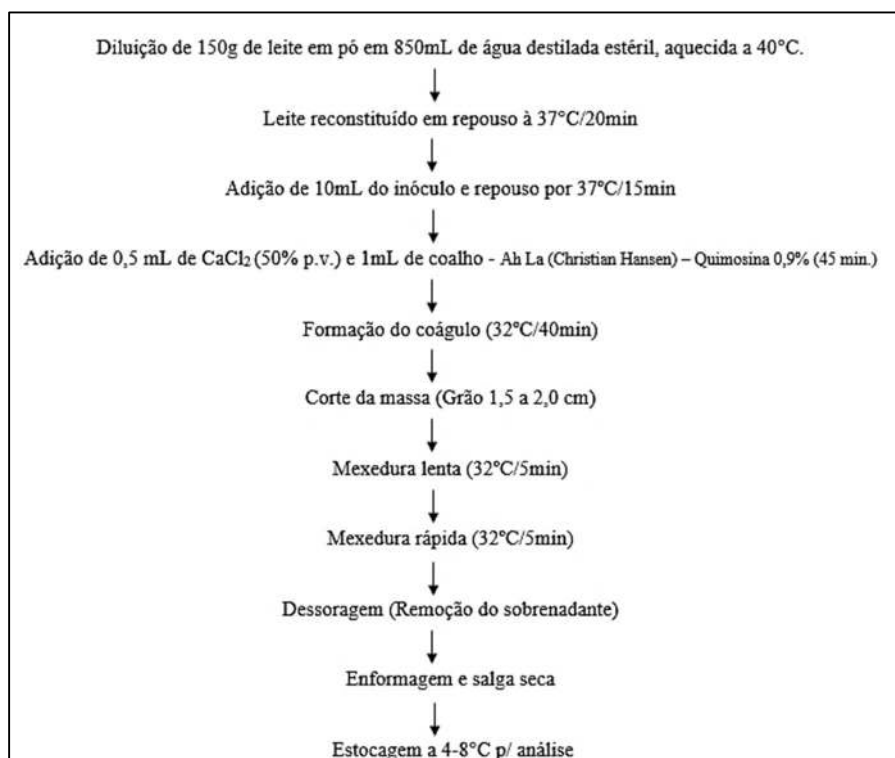 Diluição de 150g de leite em pó em 850mL de água destilada estéril, aquecida a 40°C.
Leite reconstituído em repouso à 37°C/20min
Adição de 10mL do inóculo e repouso por 37°C/15min
Adição de 0,5 mL de CaCl₂ (50% p.v.) e 1mL de coalho - Ah La (Christian Hansen) – Quimosina 0,9% (45 min.)
Formação do coágulo (32°C/40min)
Corte da massa (Grão 1,5 a 2,0 cm)
Mexedura lenta (32°C/5min)
Mexedura rápida (32°C/5min)
Dessoragem (Remoção do sobrenadante)
Enformagem e salga seca
Estocagem a 4-8°C p/ análise